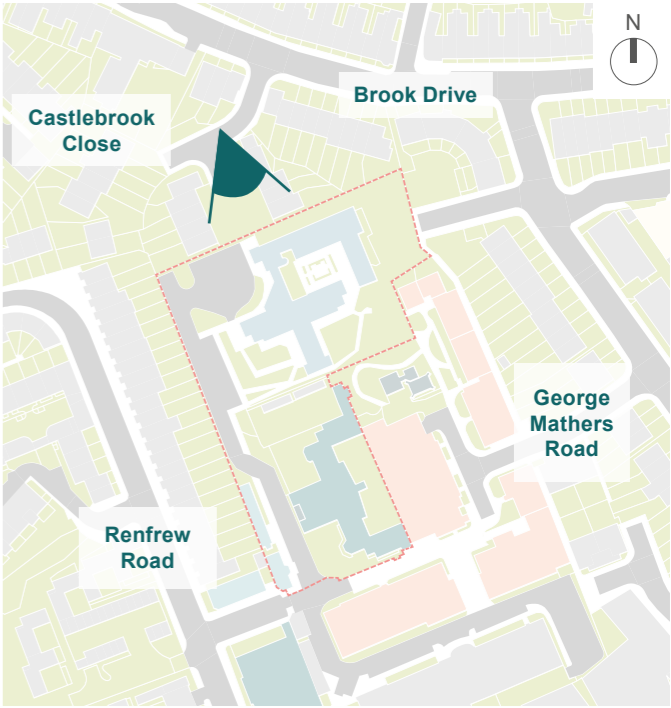 N
Brook Drive
Castlebrook
Close
George
Mathers
Road
Renfrew
Road